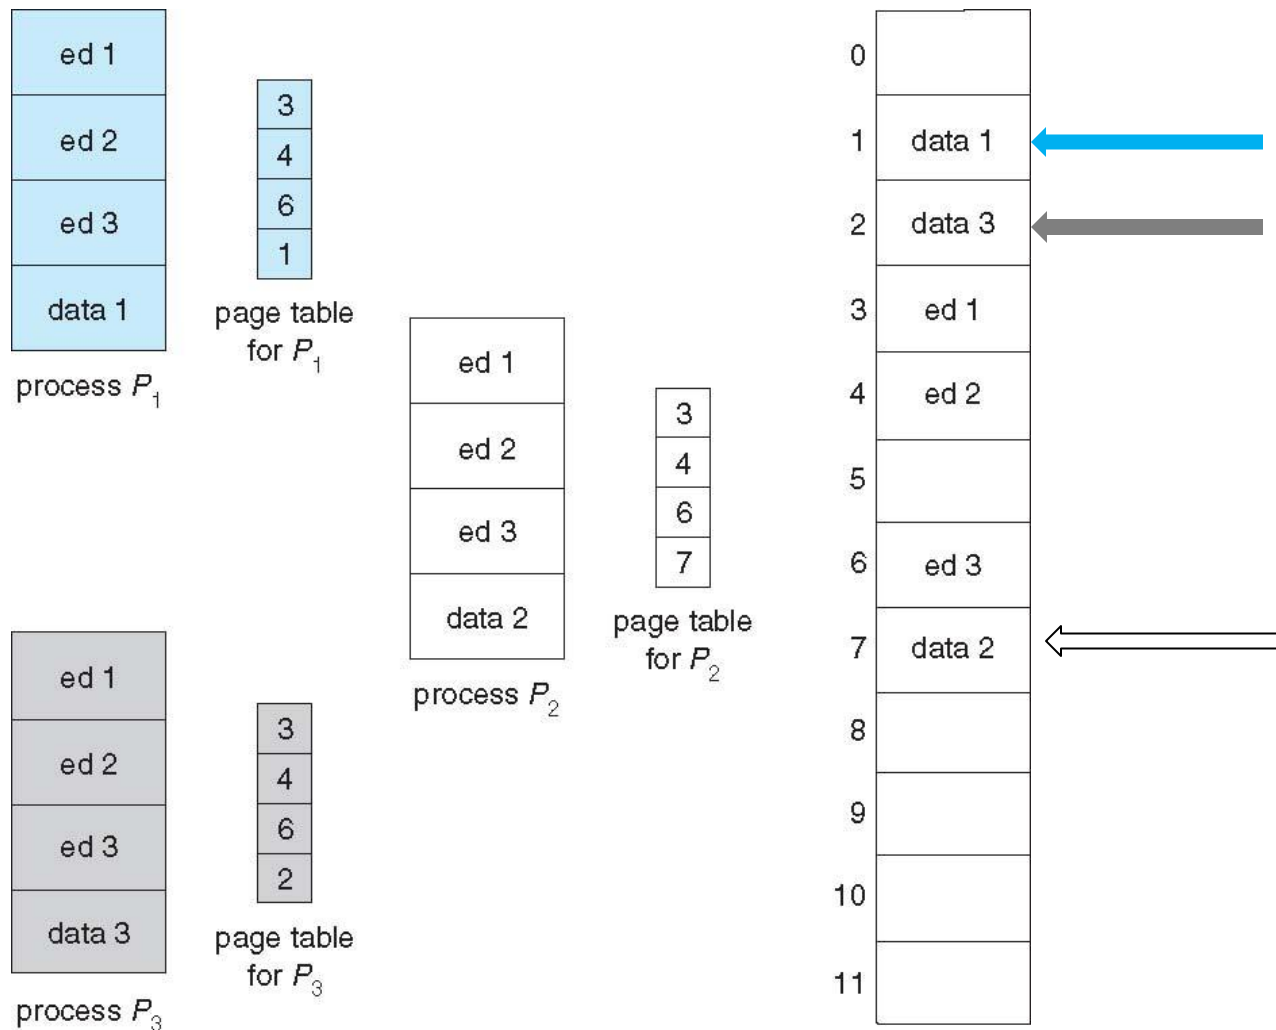 ed 1
ed 2
ed 3
data 1
process P1
3
4
6
1
page table
for P1
ed 1
ed 2
ed 3
data 2
process P2
3
4
6
7
page table
for P2
ed 1
ed 2
ed 3
data 3
process P3
3
4
6
2
page table
for P3
0
1 data 1
2 data 3
3 ed 1
4 ed 2
5
6 ed 3
7 data 2
8
9
10
11